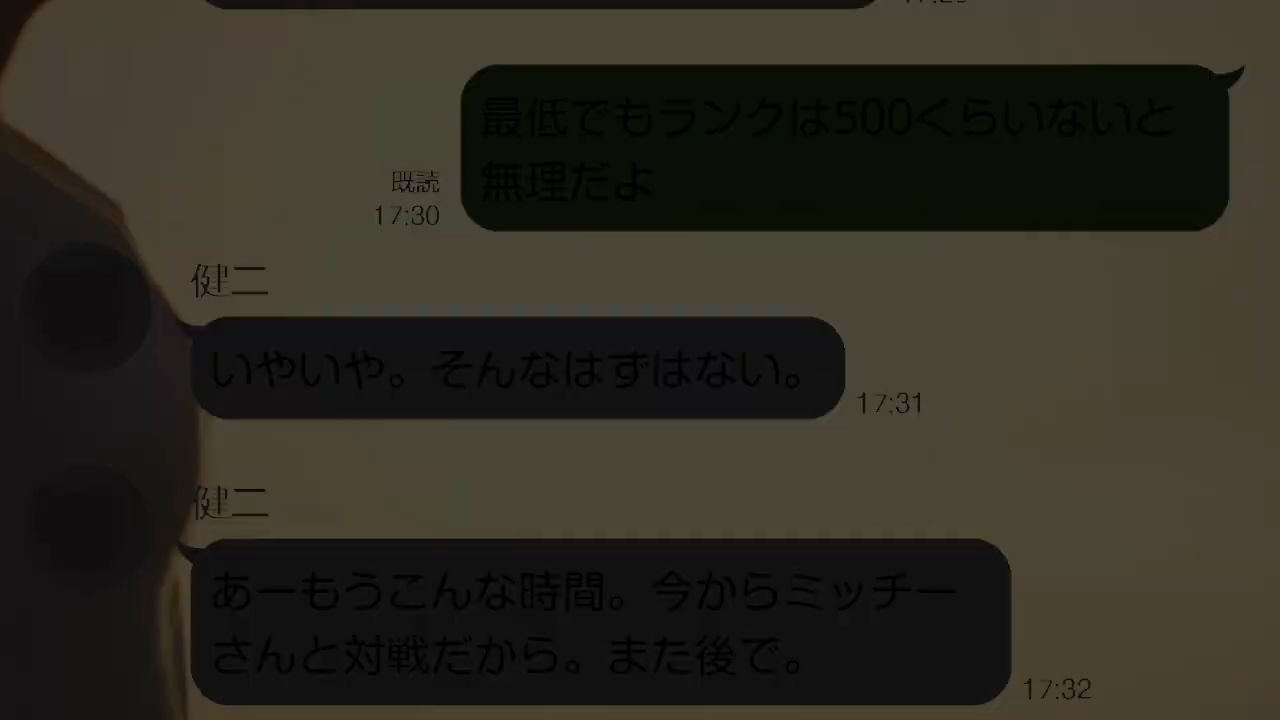 最低でもランクは500くらいないと
無理だよ
既読
17:30
健二
いやいや。そんなはずはない。
17:31
健二
あーもうこんな時間。今からミッチー
さんと対戦だから。また後で。
17:32